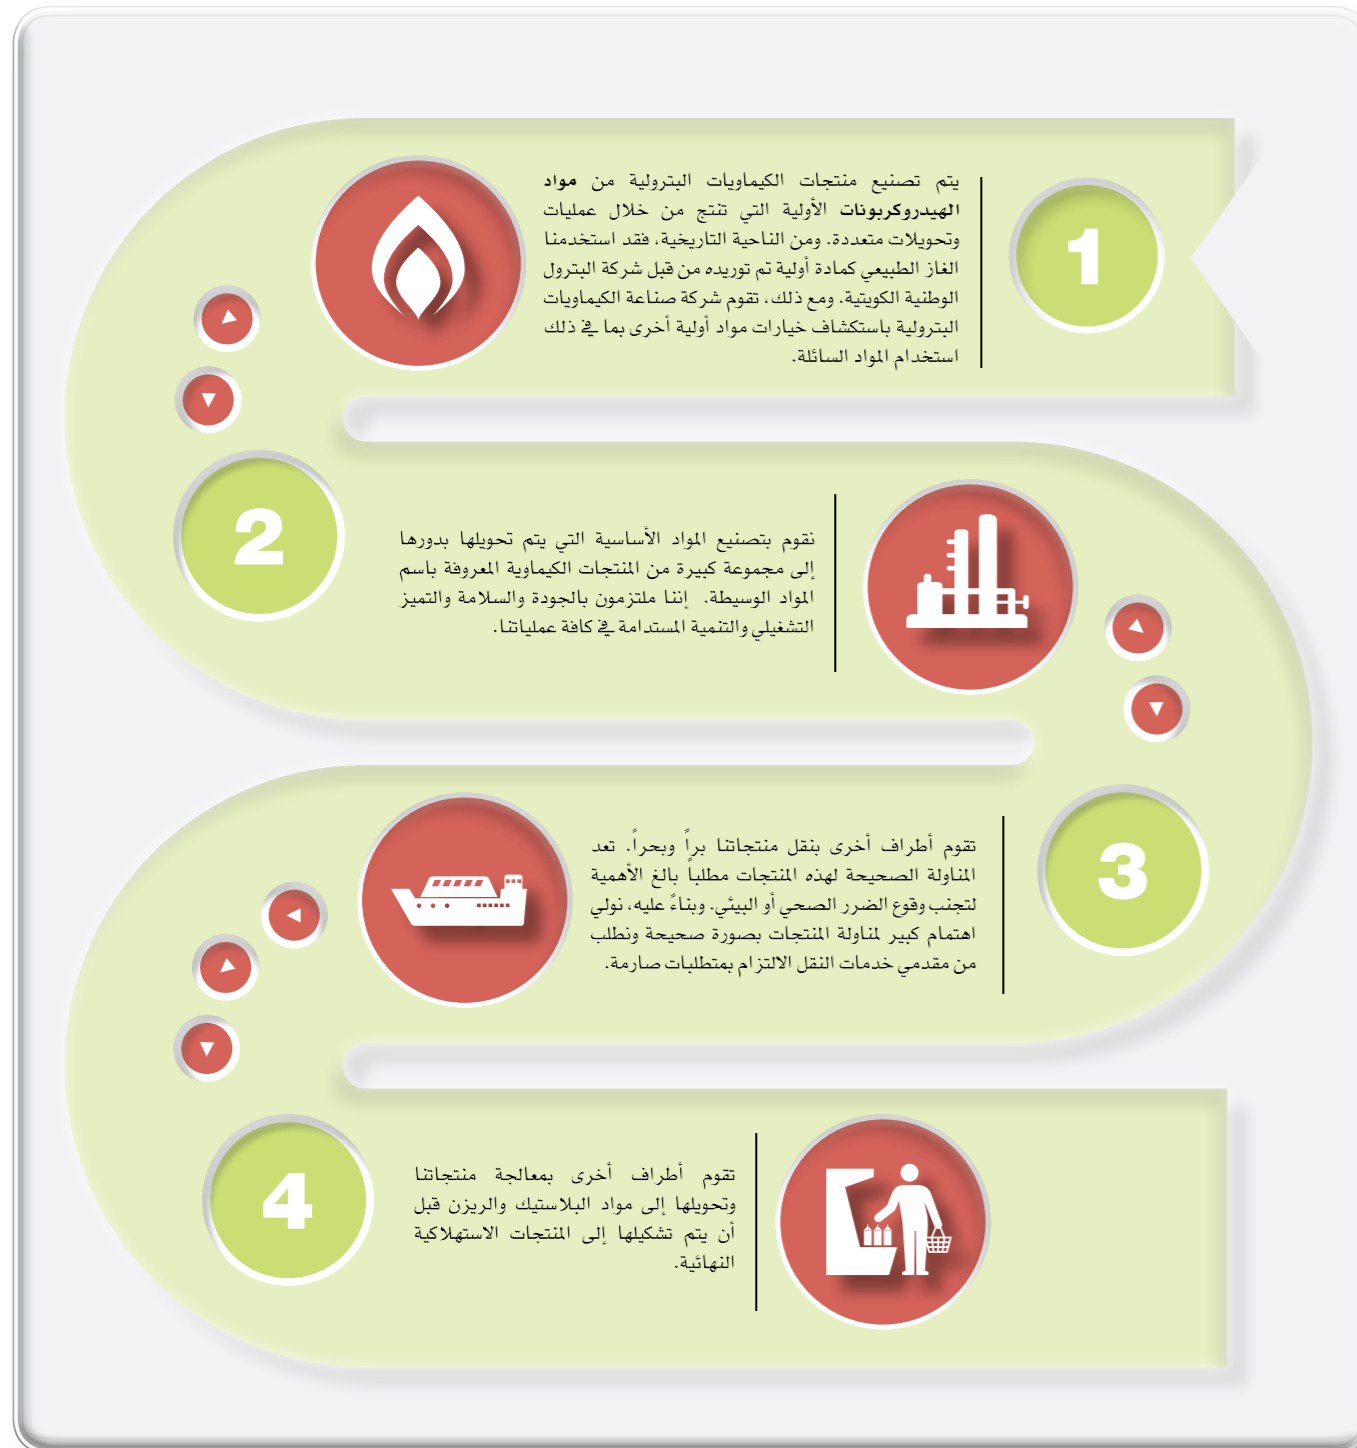 1
يتم تصنيع منتجات الكيماويات البترولية من مواد
الهيدروكربونات الأولية التي تنتج من خلال عمليات
وتحويلات متعددة. ومن الناحية التاريخية، فقد استخدمنا
الغاز الطبيعي كمادة أولية تم توريده من قبل شركة البترول
الوطنية الكويتية. ومع ذلك، تقوم شركة صناعة الكيماويات
البترولية باستكشاف خيارات مواد أولية أخرى بما في ذلك
استخدام المواد السائلة.
2
نقوم بتصنيع المواد الأساسية التي يتم تحويلها بدورها
إلى مجموعة كبيرة من المنتجات الكيماوية المعروفة باسم
المواد الوسيطة. إننا ملتزمون بالجودة والسلامة والتميز
التشغيلي والتنمية المستدامة في كافة عملياتنا.
3
تقوم أطراف أخرى بنقل منتجاتنا براً وبحراً. تعد
المناولة الصحيحة لهذه المنتجات مطلباً بالغ الأهمية
لتجنب وقوع الضرر الصحي أو البيئي. وبناءً عليه، نولي
اهتمام كبير لمناولة المنتجات بصورة صحيحة ونطلب
من مقدمي خدمات النقل الالتزام بمتطلبات صارمة.
4
تقوم أطراف أخرى بمعالجة منتجاتنا
وتحويلها إلى مواد البلاستيك والريزن قبل
أن يتم تشكيلها إلى المنتجات الاستهلاكية
النهائية.